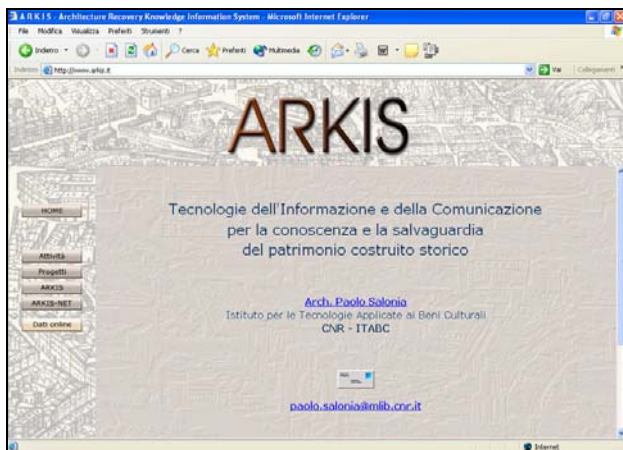 A R K I S - Architecture Recovery Knowledge Information System - Microsoft Internet Explorer
File Modifica Visualizza Preferiti Strumenti ?
Indietro Cerca Preferiti Multimedia
Indirizzo http://www.arkis.it Vai Collegamenti
ARKIS
Tecnologie dell'Informazione e della Comunicazione
per la conoscenza e la salvaguardia
del patrimonio costruito storico
HOME
Attività
Progetti
ARKIS
ARKIS-NET
Dati online
Arch. Paolo Salonia
Istituto per le Tecnologie Applicate ai Beni Culturali
CNR - ITABC
paolo.salonia@mlib.cnr.it
Internet